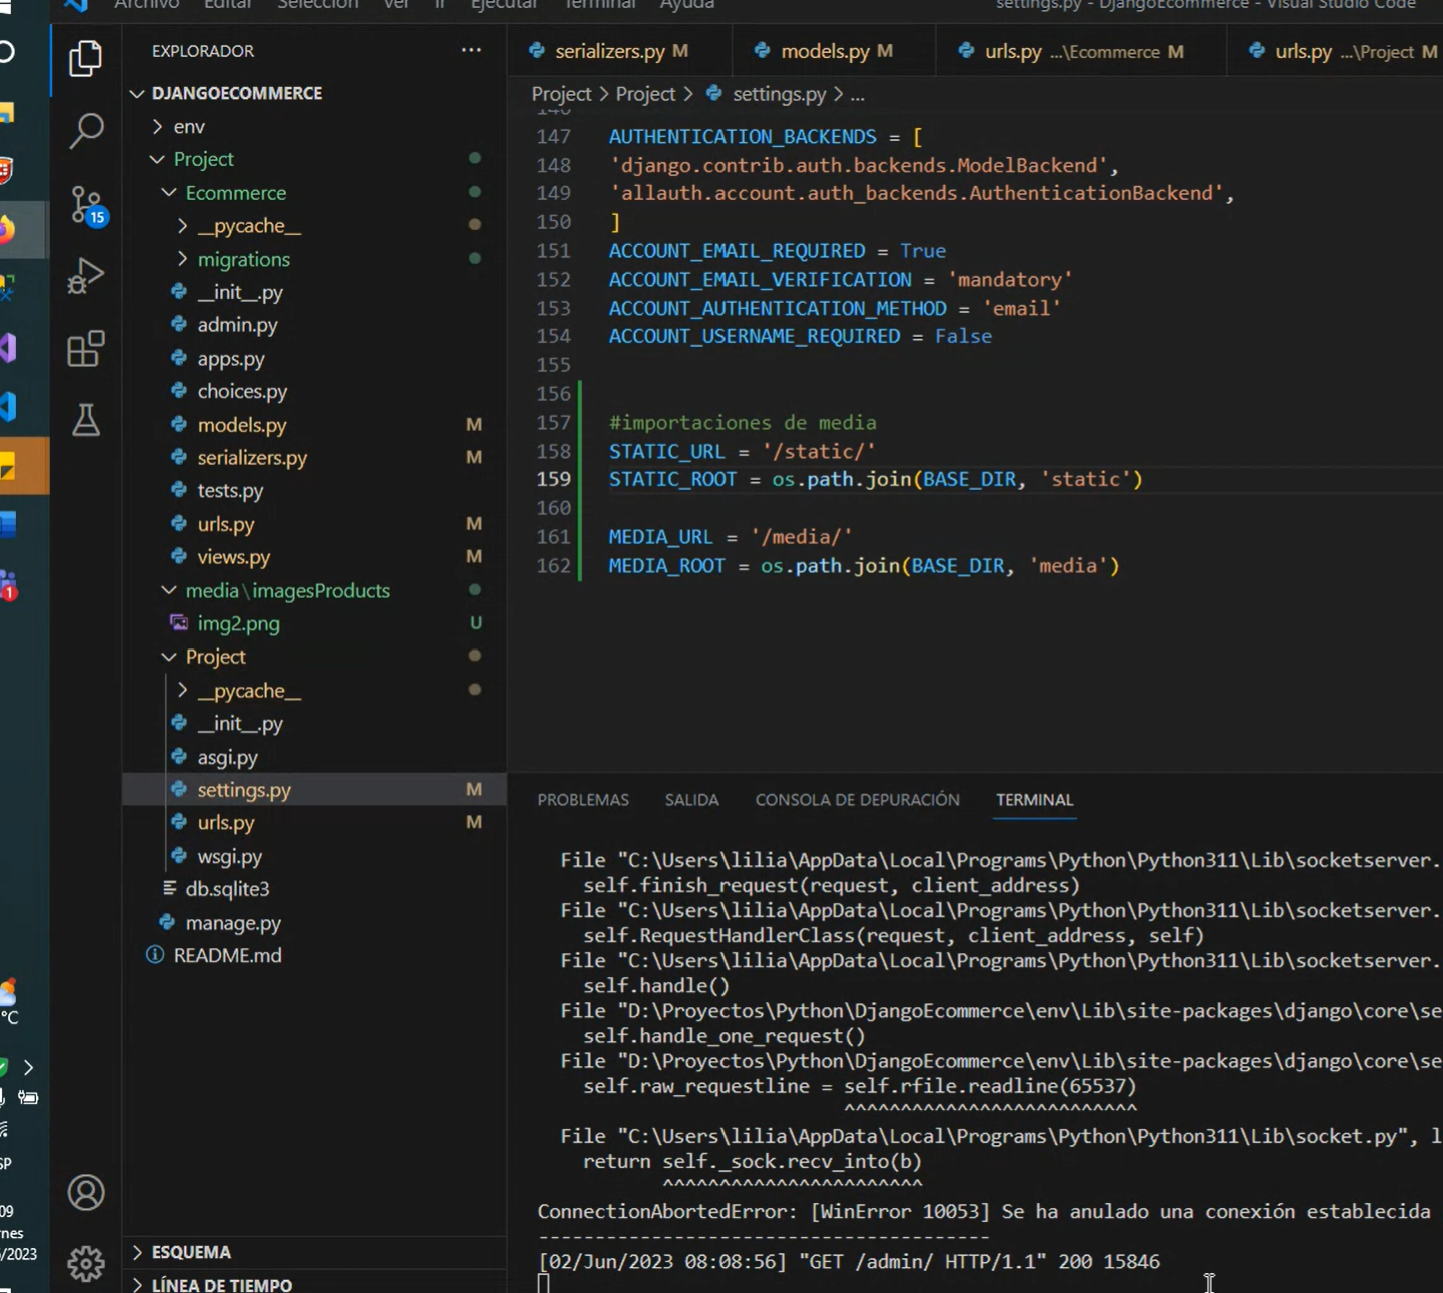 Archivo Editar Selección Ver Ir Ejecutar Terminal Ayuda
settings.py - DjangoEcommerce - Visual Studio Code
EXPLORADOR ...
DJANGOECOMMERCE
env
Project
Ecommerce
__pycache__
migrations
__init__.py
admin.py
apps.py
choices.py
models.py M
serializers.py M
tests.py
urls.py M
views.py M
media\imagesProducts
img2.png U
Project
__pycache__
__init__.py
asgi.py
settings.py M
urls.py M
wsgi.py
db.sqlite3
manage.py
README.md
ESQUEMA
LÍNEA DE TIEMPO
15
serializers.py M models.py M urls.py ...\Ecommerce M urls.py ...\Project M
Project > Project > settings.py > ...
146
147 AUTHENTICATION_BACKENDS = [
148 'django.contrib.auth.backends.ModelBackend',
149 'allauth.account.auth_backends.AuthenticationBackend',
150 ]
151 ACCOUNT_EMAIL_REQUIRED = True
152 ACCOUNT_EMAIL_VERIFICATION = 'mandatory'
153 ACCOUNT_AUTHENTICATION_METHOD = 'email'
154 ACCOUNT_USERNAME_REQUIRED = False
155
156
157 #importaciones de media
158 STATIC_URL = '/static/'
159 STATIC_ROOT = os.path.join(BASE_DIR, 'static')
160
161 MEDIA_URL = '/media/'
162 MEDIA_ROOT = os.path.join(BASE_DIR, 'media')
PROBLEMAS SALIDA CONSOLA DE DEPURACIÓN TERMINAL
File "C:\Users\lilia\AppData\Local\Programs\Python\Python311\Lib\socketserver.
self.finish_request(request, client_address)
File "C:\Users\lilia\AppData\Local\Programs\Python\Python311\Lib\socketserver.
self.RequestHandlerClass(request, client_address, self)
File "C:\Users\lilia\AppData\Local\Programs\Python\Python311\Lib\socketserver.
self.handle()
File "D:\Proyectos\Python\DjangoEcommerce\env\Lib\site-packages\django\core\se
self.handle_one_request()
File "D:\Proyectos\Python\DjangoEcommerce\env\Lib\site-packages\django\core\se
self.raw_requestline = self.rfile.readline(65537)
^^^^^^^^^^^^^^^^^^^^^^^^^^
File "C:\Users\lilia\AppData\Local\Programs\Python\Python311\Lib\socket.py", l
return self._sock.recv_into(b)
^^^^^^^^^^^^^^^^^^^^^^^
ConnectionAbortedError: [WinError 10053] Se ha anulado una conexión establecida
----------------------------------------
[02/Jun/2023 08:08:56] "GET /admin/ HTTP/1.1" 200 15846
1
°C
SP
09
rnes
/2023